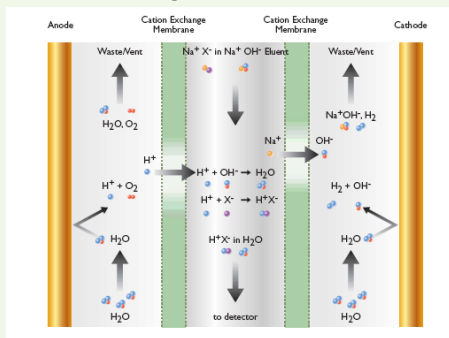 Anode
Cation Exchange
Membrane
Cation Exchange
Membrane
Cathode
Waste/Vent
Na⁺ X⁻ in Na⁺ OH⁻ Eluent
Waste/Vent
H₂O, O₂
Na⁺OH⁻, H₂
H⁺
Na⁺
OH⁻
H⁺ + OH⁻ → H₂O
H⁺ + O₂
H⁺ + X⁻ → H⁺X⁻
H₂ + OH⁻
H₂O
H⁺X⁻ in H₂O
H₂O
H₂O
to detector
H₂O